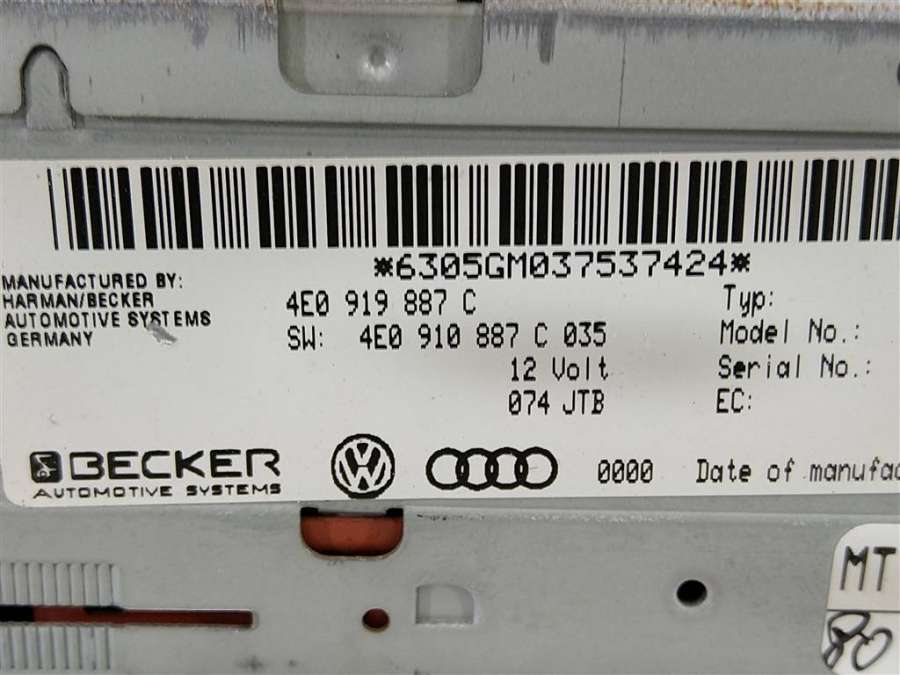 *6305GM037537424*
MANUFACTURED BY:
HARMAN/BECKER
AUTOMOTIVE SYSTEMS
GERMANY
4E0 919 887 C
SW: 4E0 910 887 C 035
12 Volt
074 JTB
Typ:
Model No.:
Serial No.:
EC:
BECKER
AUTOMOTIVE SYSTEMS
0000
Date of manufac
MT
80